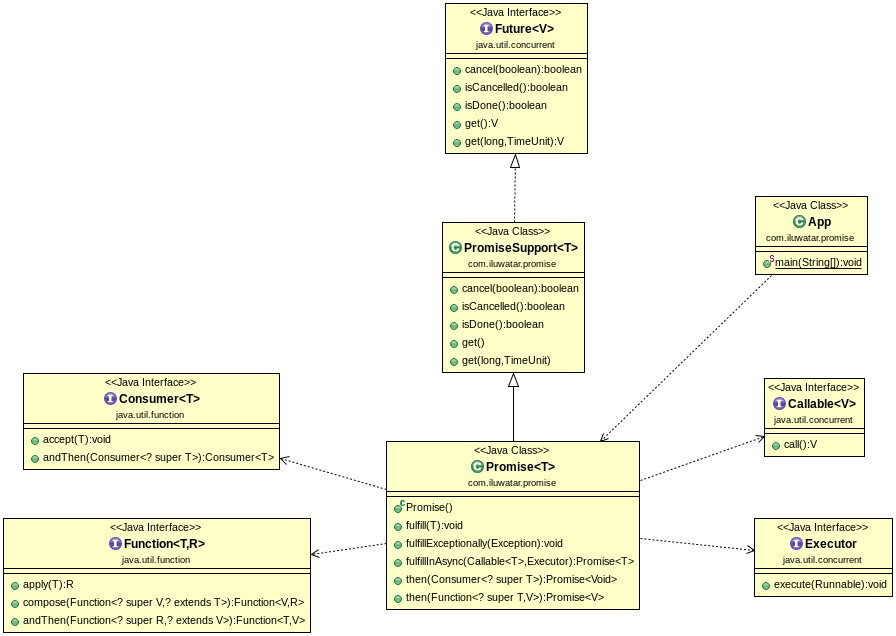 <<Java Interface>>
Future<V>
java.util.concurrent
cancel(boolean):boolean
isCancelled():boolean
isDone():boolean
get():V
get(long,TimeUnit):V
<<Java Class>>
App
com.iluwatar.promise
main(String[]):void
<<Java Class>>
PromiseSupport<T>
com.iluwatar.promise
cancel(boolean):boolean
isCancelled():boolean
isDone():boolean
get()
get(long,TimeUnit)
<<Java Interface>>
Consumer<T>
java.util.function
accept(T):void
andThen(Consumer<? super T>):Consumer<T>
<<Java Interface>>
Callable<V>
java.util.concurrent
call():V
<<Java Class>>
Promise<T>
com.iluwatar.promise
Promise()
fulfill(T):void
fulfillExceptionally(Exception):void
fulfillInAsync(Callable<T>,Executor):Promise<T>
then(Consumer<? super T>):Promise<Void>
then(Function<? super T,V>):Promise<V>
<<Java Interface>>
Function<T,R>
java.util.function
apply(T):R
compose(Function<? super V,? extends T>):Function<V,R>
andThen(Function<? super R,? extends V>):Function<T,V>
<<Java Interface>>
Executor
java.util.concurrent
execute(Runnable):void